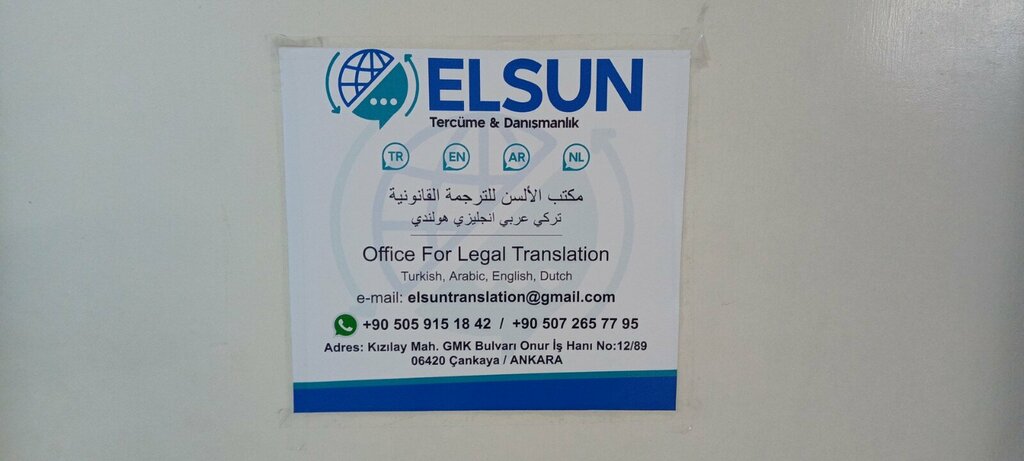 ELSUN
Tercüme & Danışmanlık
TR EN AR NL
مكتب الألسن للترجمة القانونية
تركي عربي انجليزي هولندي
Office For Legal Translation
Turkish, Arabic, English, Dutch
e-mail: elsuntranslation@gmail.com
+90 505 915 18 42 / +90 507 265 77 95
Adres: Kızılay Mah. GMK Bulvarı Onur İş Hanı No:12/89
06420 Çankaya / ANKARA